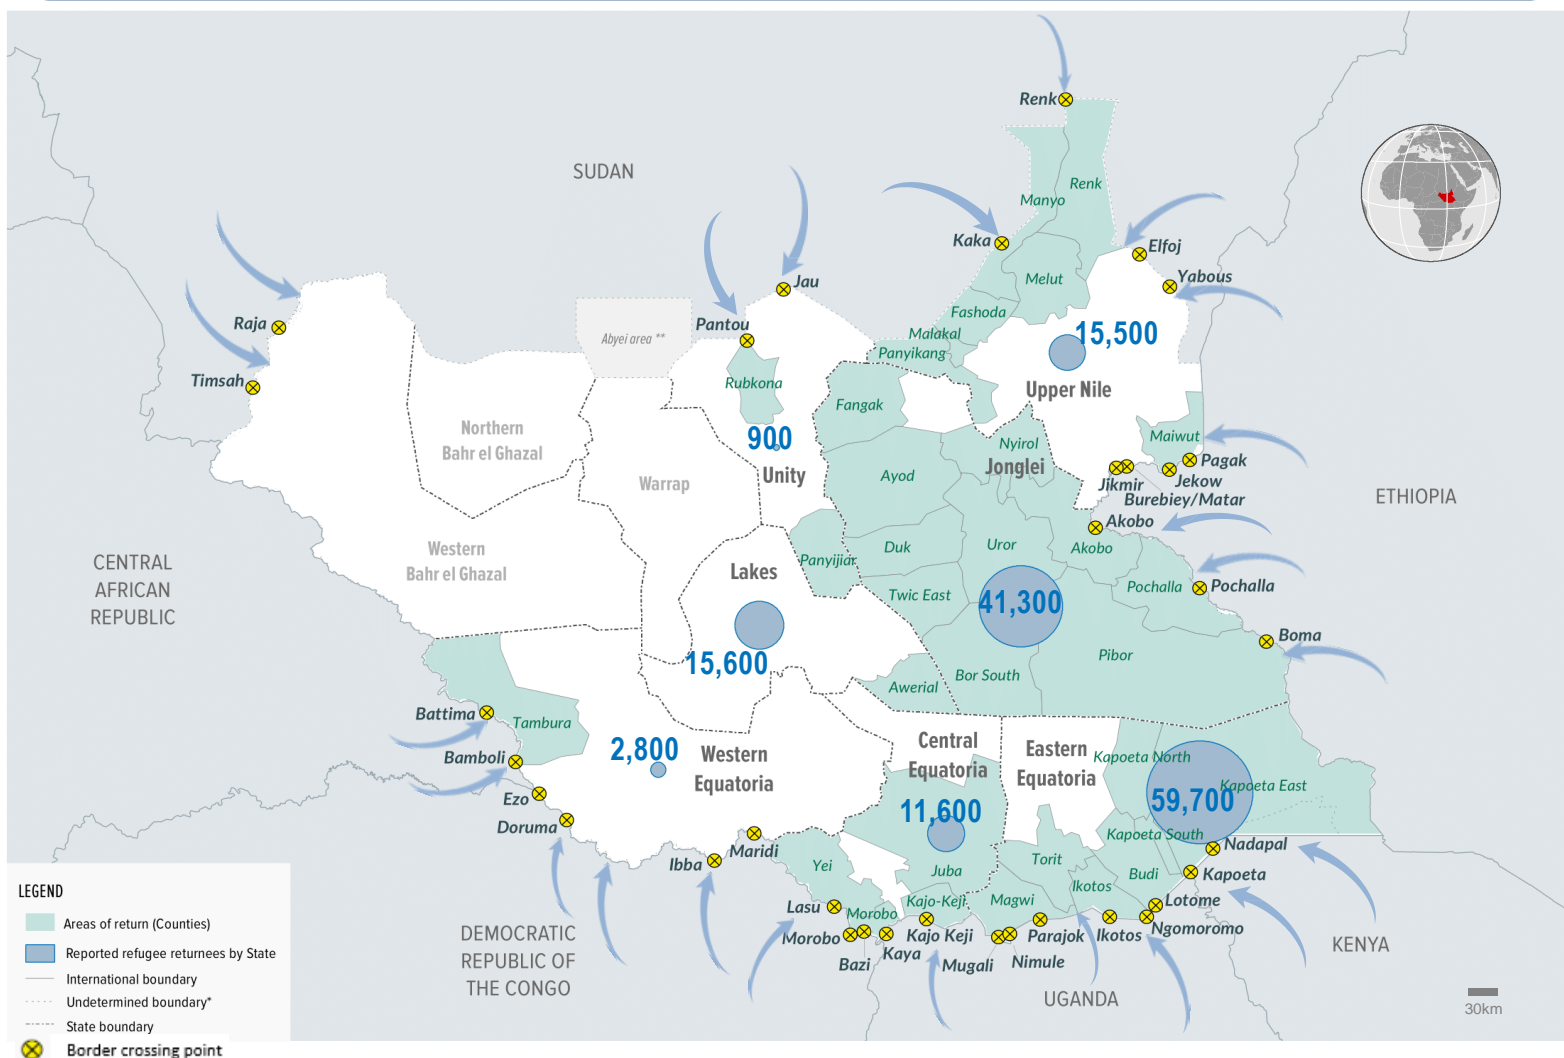 Renk
SUDAN
Renk
Manyo
Kaka
Elfoj
Yabous
Jau
Melut
Raja
Pantou
Abyei area **
Fashoda
Malakal
Panyikang
15,500
Upper Nile
Timsah
Rubkona
Fangak
Northern
Bahr el Ghazal
900
Unity
Nyirol
Jonglei
Maiwut
Pagak
Jekow
Jikmir
Burebiey/Matar
Warrap
Ayod
ETHIOPIA
Akobo
Akobo
CENTRAL
AFRICAN
REPUBLIC
Western
Bahr el Ghazal
Lakes
Panyijiar
Duk
Uror
Twic East
41,300
Pochalla
Pochalla
Boma
15,600
Pibor
Bor South
Awerial
Battima
Tambura
Bamboli
2,800
Western
Equatoria
Central
Equatoria
11,600
Eastern
Equatoria
Kapoeta North
Kapoeta East
59,700
Kapoeta South
Nadapal
Ezo
Doruma
Ibba
Maridi
Yei
Juba
Torit
Ikotos
Budi
Kapoeta
Lotome
Ngomoromo
Lasu
Morobo
Kajo-Keji
Magwi
Morobo
Bazi
Kaya
Kajo Keji
Mugali
Nimule
Parajok
Ikotos
KENYA
UGANDA
DEMOCRATIC
REPUBLIC OF
THE CONGO
30km
LEGEND
Areas of return (Counties)
Reported refugee returnees by State
International boundary
Undetermined boundary*
State boundary
Border crossing point